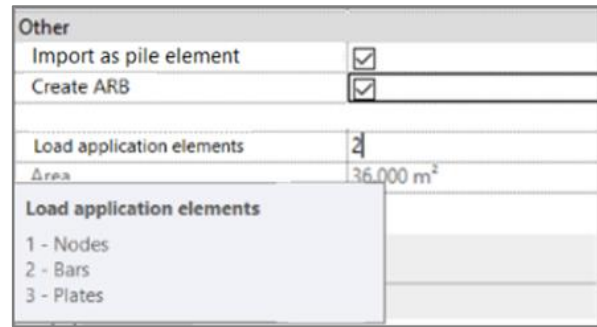 Other
Import as pile element
Create ARB
Load application elements 2
Area 36.000 m²
Load application elements
1 - Nodes
2 - Bars
3 - Plates